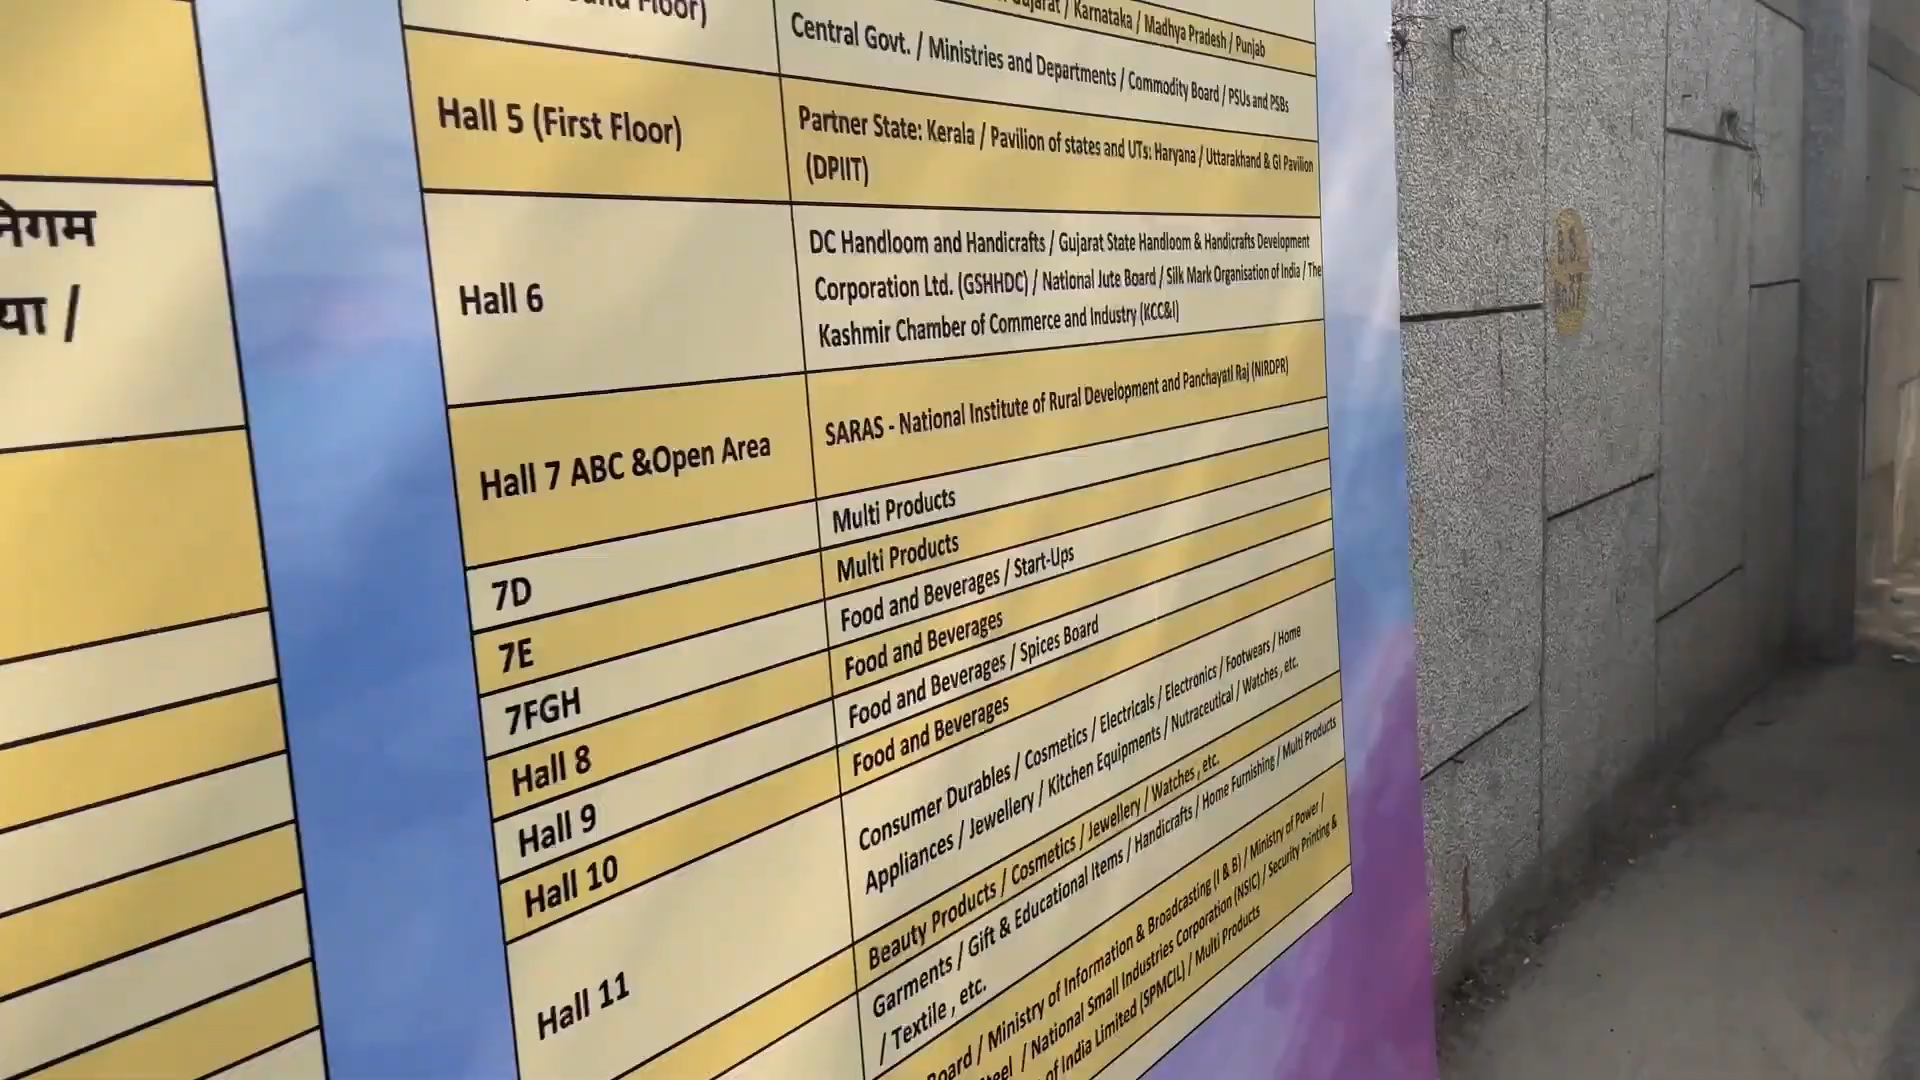 निगम
या /
Floor)
Gujarat / Karnataka / Madhya Pradesh / Punjab
Central Govt. / Ministries and Departments / Commodity Board / PSUs and PSBs
Hall 5 (First Floor)
Partner State: Kerala / Pavilion of states and UTs: Haryana / Uttarakhand & GI Pavilion
(DPIIT)
Hall 6
DC Handloom and Handicrafts / Gujarat State Handloom & Handicrafts Development
Corporation Ltd. (GSHHDC) / National Jute Board / Silk Mark Organisation of India / The
Kashmir Chamber of Commerce and Industry (KCC&I)
Hall 7 ABC &Open Area
SARAS - National Institute of Rural Development and Panchayati Raj (NIRDPR)
7D
Multi Products
7E
Multi Products
7FGH
Food and Beverages / Start-Ups
Hall 8
Food and Beverages
Hall 9
Food and Beverages / Spices Board
Hall 10
Food and Beverages
Hall 11
Consumer Durables / Cosmetics / Electricals / Electronics / Footwears / Home
Appliances / Jewellery / Kitchen Equipments / Nutraceutical / Watches , etc.
Beauty Products / Cosmetics / Jewellery / Watches , etc.
Garments / Gift & Educational Items / Handicrafts / Home Furnishing / Multi Products
/ Textile , etc.
Board / Ministry of Information & Broadcasting (I & B) / Ministry of Power /
/ National Small Industries Corporation (NSIC) / Security Printing &
of India Limited (SPMCIL) / Multi Products